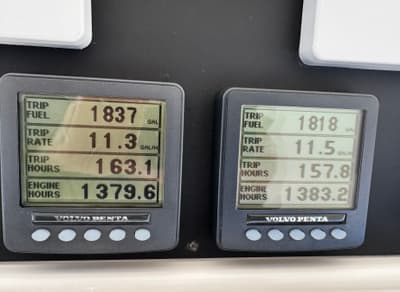 TRIP FUEL 1837 GAL
TRIP RATE 11.3 GAL/H
TRIP HOURS 163.1
ENGINE HOURS 1379.6
VOLVO PENTA
TRIP FUEL 1818 GAL
TRIP RATE 11.5 GAL/H
TRIP HOURS 157.8
ENGINE HOURS 1383.2
VOLVO PENTA